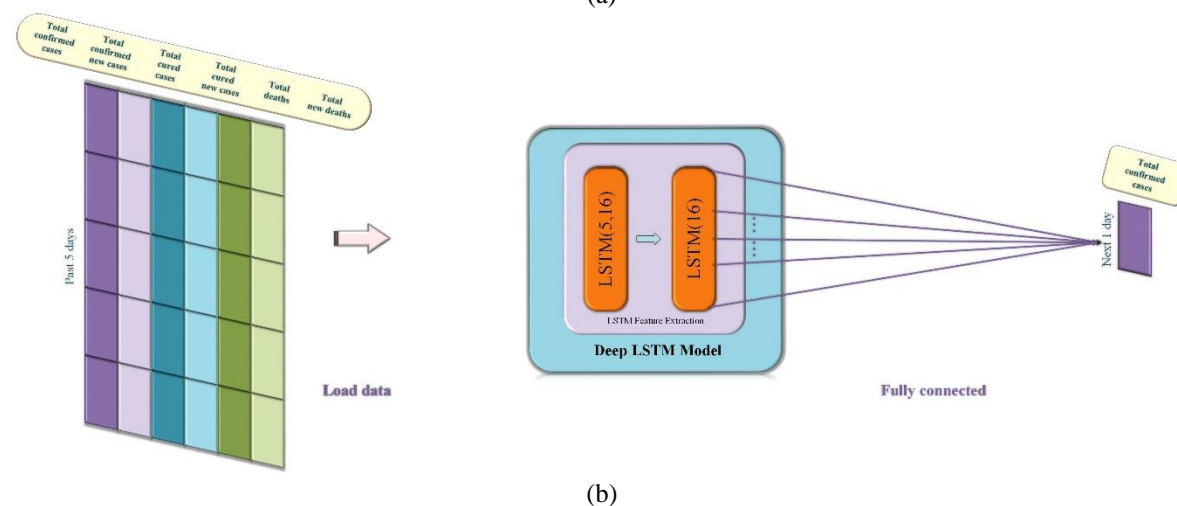 (a)
Total
confirmed
cases
Total
confirmed
new cases
Total
cured
cases
Total
cured
new cases
Total
deaths
Total
new deaths
Past 5 days
Load data
LSTM(5,16)
LSTM(16)
LSTM Feature Extraction
Deep LSTM Model
Fully connected
Next 1 day
Total
confirmed
cases
(b)